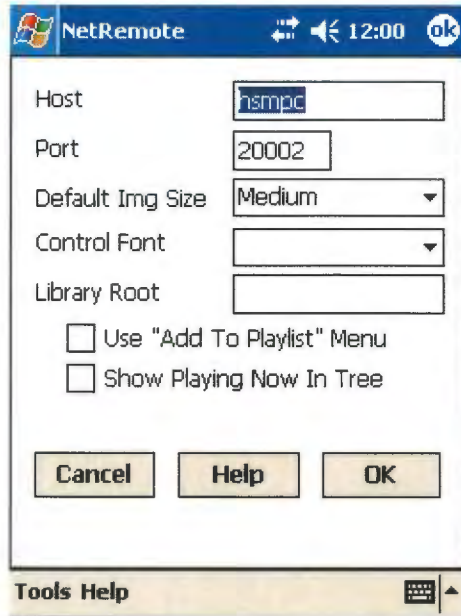 NetRemote 12:00 ok
Host hsmpc
Port 20002
Default Img Size Medium
Control Font
Library Root
Use "Add To Playlist" Menu
Show Playing Now In Tree
Cancel Help OK
Tools Help